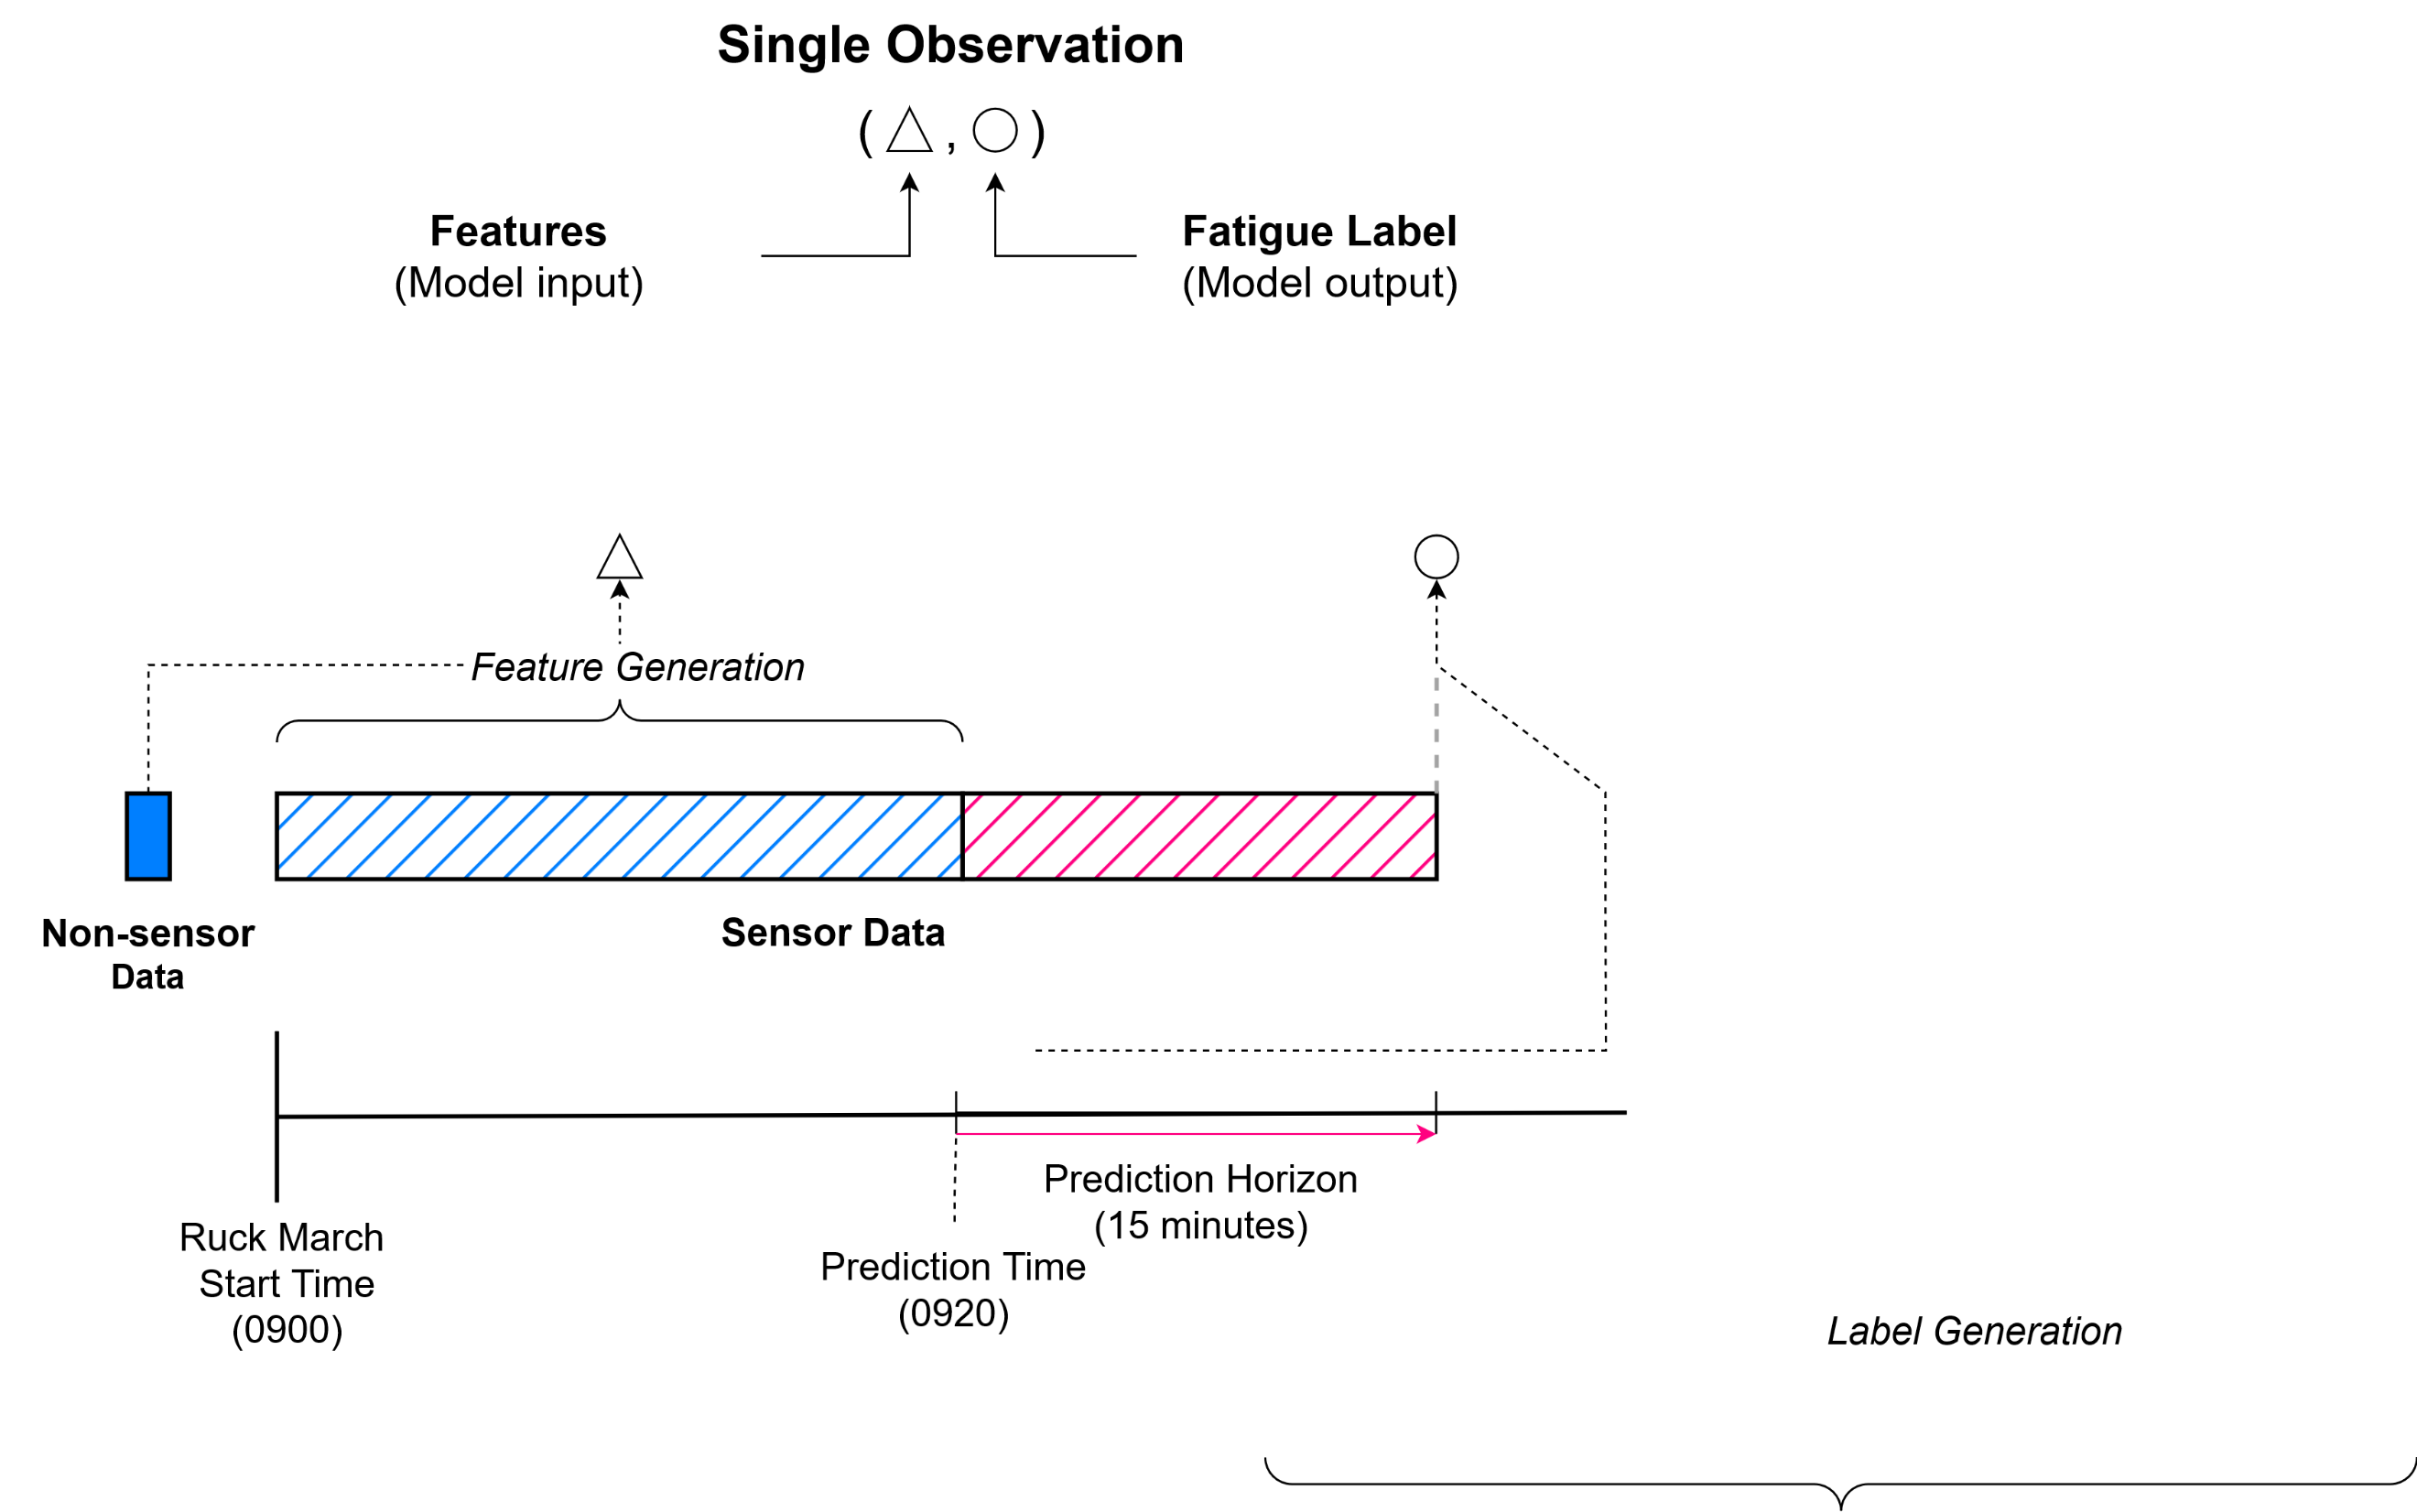 Single Observation
( , )
Features
(Model input)
Fatigue Label
(Model output)
Feature Generation
Non-sensor
Data
Sensor Data
Ruck March
Start Time
(0900)
Prediction Time
(0920)
Prediction Horizon
(15 minutes)
Label Generation